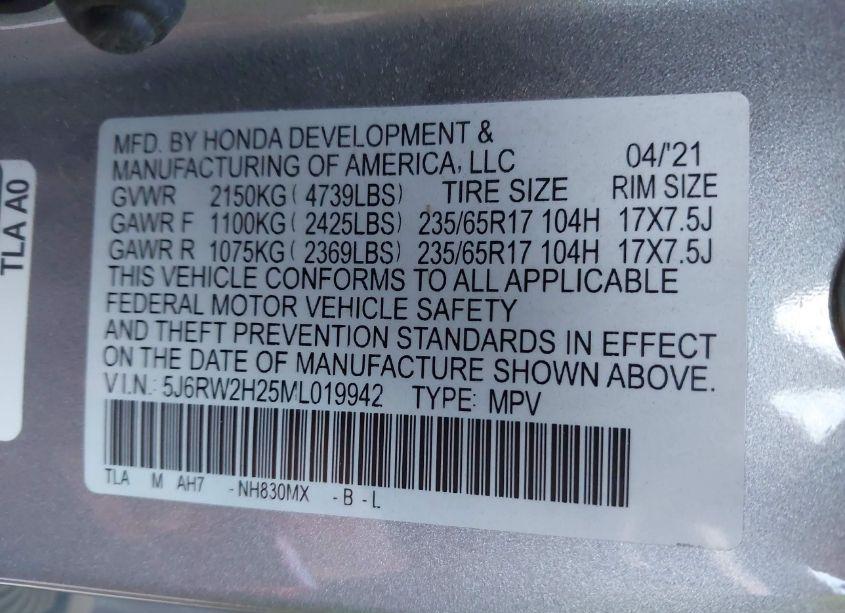 TLA A0
MFD. BY HONDA DEVELOPMENT &
MANUFACTURING OF AMERICA, LLC 04/'21
GVWR 2150KG ( 4739LBS) TIRE SIZE RIM SIZE
GAWR F 1100KG ( 2425LBS) 235/65R17 104H 17X7.5J
GAWR R 1075KG ( 2369LBS) 235/65R17 104H 17X7.5J
THIS VEHICLE CONFORMS TO ALL APPLICABLE
FEDERAL MOTOR VEHICLE SAFETY
AND THEFT PREVENTION STANDARDS IN EFFECT
ON THE DATE OF MANUFACTURE SHOWN ABOVE.
V.I.N.: 5J6RW2H25ML019942 TYPE: MPV
TLA M AH7 -NH830MX -B -L